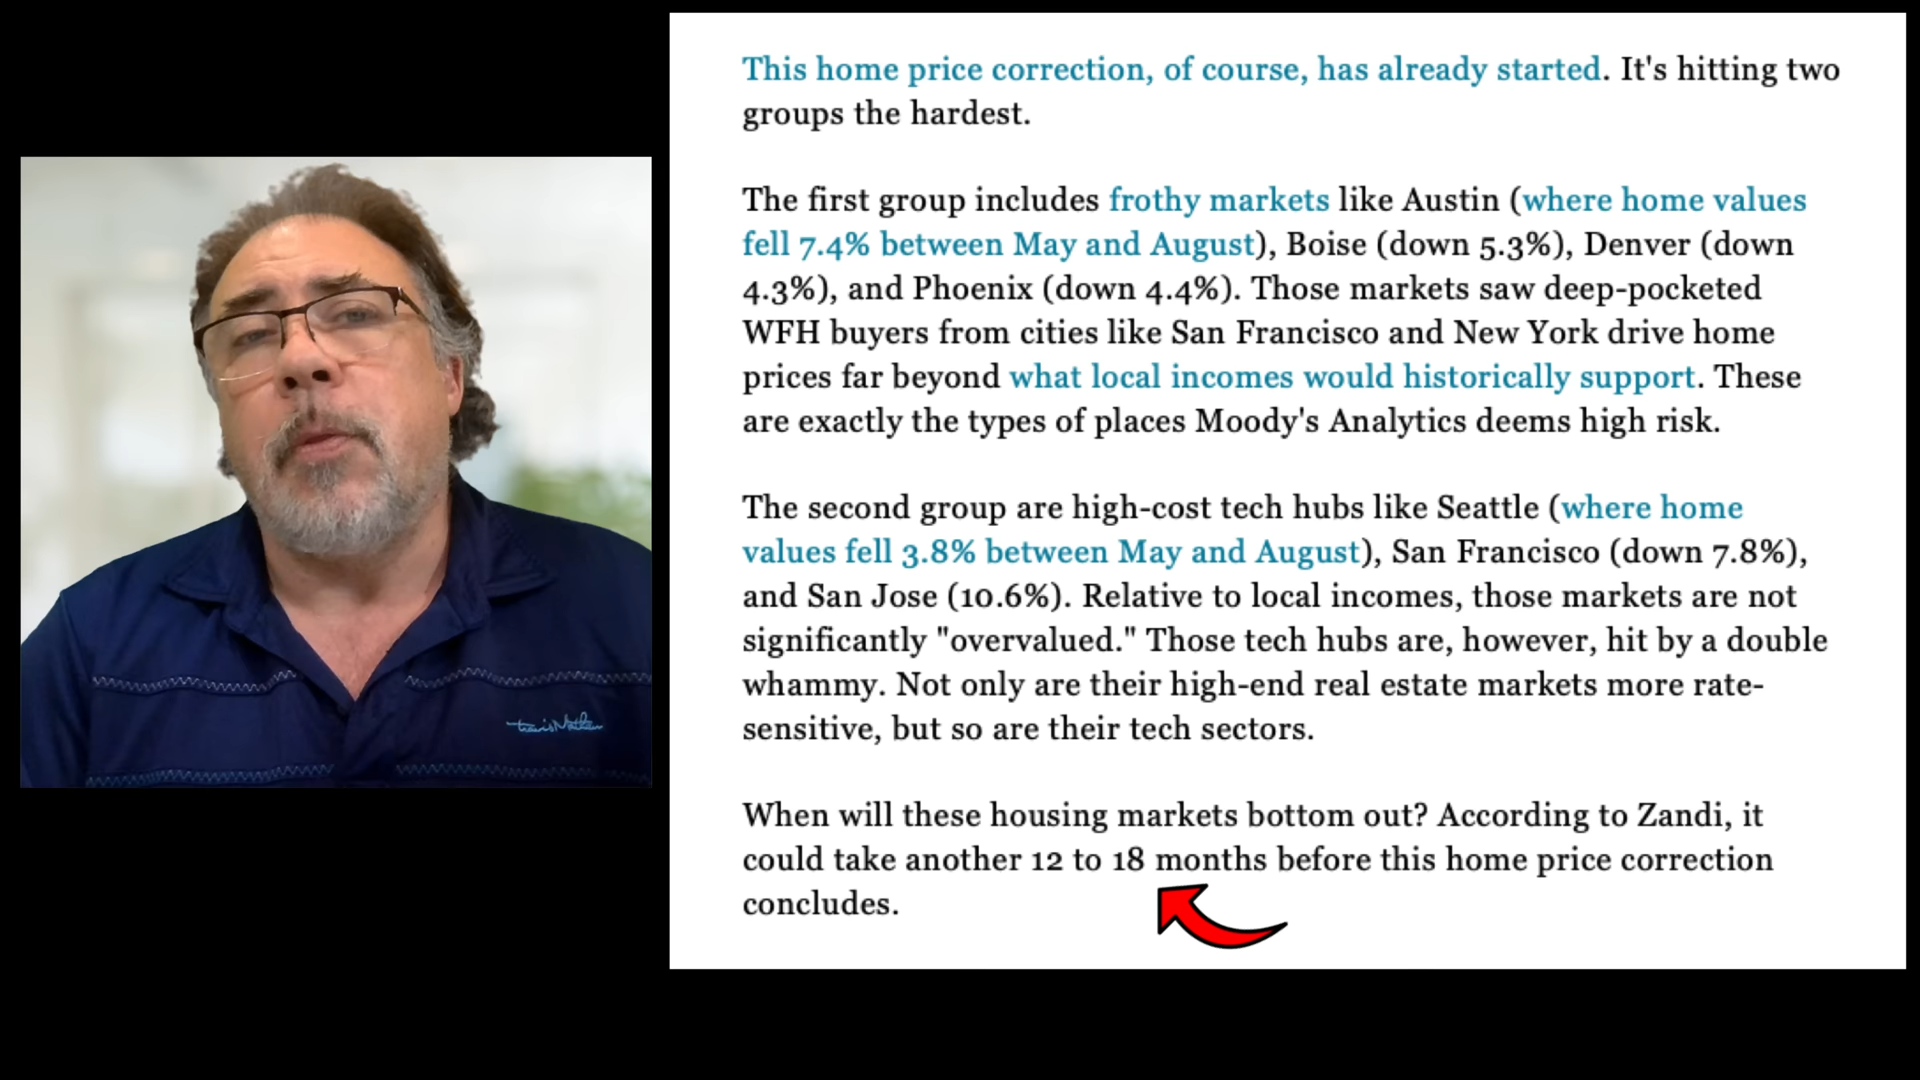 This home price correction, of course, has already started. It's hitting two
groups the hardest.
The first group includes frothy markets like Austin (where home values
fell 7.4% between May and August), Boise (down 5.3%), Denver (down
4.3%), and Phoenix (down 4.4%). Those markets saw deep-pocketed
WFH buyers from cities like San Francisco and New York drive home
prices far beyond what local incomes would historically support. These
are exactly the types of places Moody's Analytics deems high risk.
The second group are high-cost tech hubs like Seattle (where home
values fell 3.8% between May and August), San Francisco (down 7.8%),
and San Jose (10.6%). Relative to local incomes, those markets are not
significantly "overvalued." Those tech hubs are, however, hit by a double
whammy. Not only are their high-end real estate markets more rate-
sensitive, but so are their tech sectors.
When will these housing markets bottom out? According to Zandi, it
could take another 12 to 18 months before this home price correction
concludes.
travisMathew